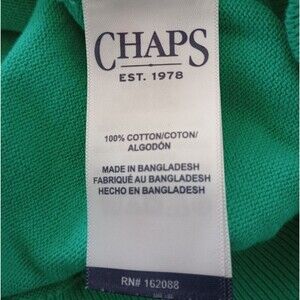 CHAPS
EST. 1978
100% COTTON/COTON/
ALGODÓN
MADE IN BANGLADESH
FABRIQUÉ AU BANGLADESH
HECHO EN BANGLADESH
RN# 162088